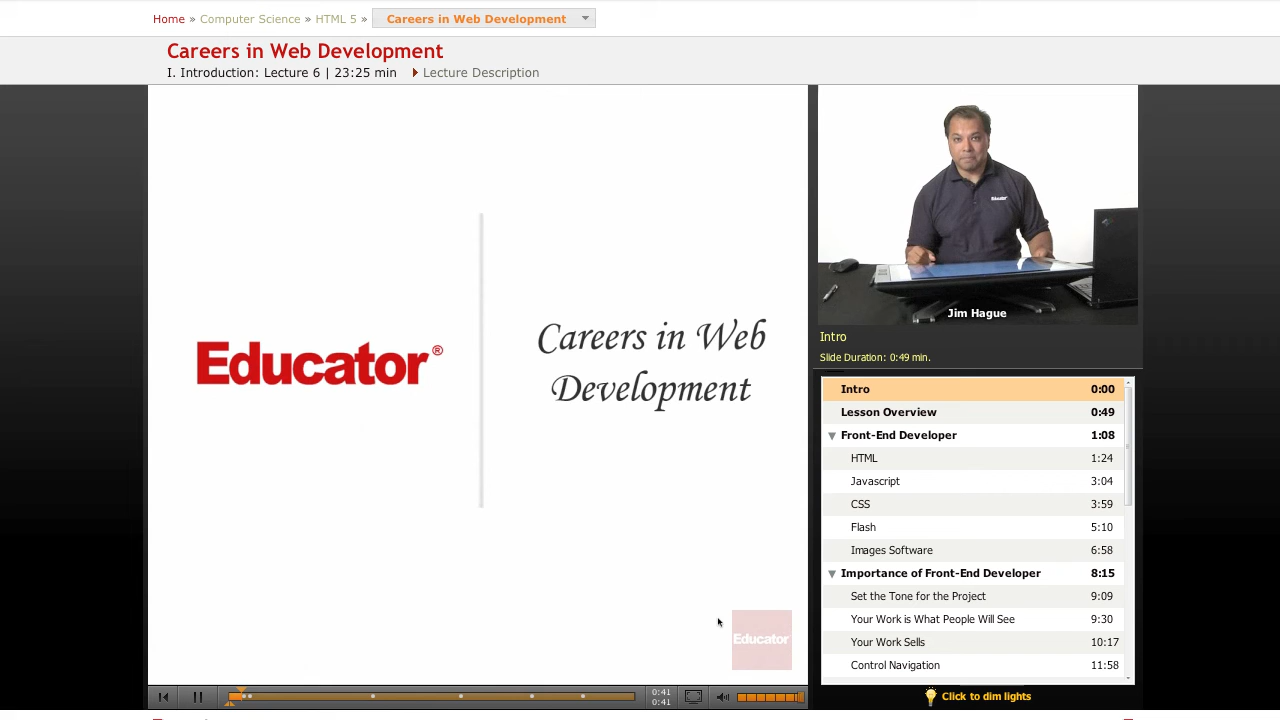 Home » Computer Science » HTML 5 » Careers in Web Development
Careers in Web Development
I. Introduction: Lecture 6 | 23:25 min Lecture Description
Educator®
Careers in Web
Development
Educator
Educator
Jim Hague
Intro
Slide Duration: 0:49 min.
Intro 0:00
Lesson Overview 0:49
Front-End Developer 1:08
HTML 1:24
Javascript 3:04
CSS 3:59
Flash 5:10
Images Software 6:58
Importance of Front-End Developer 8:15
Set the Tone for the Project 9:09
Your Work is What People Will See 9:30
Your Work Sells 10:17
Control Navigation 11:58
0:41
0:41
Click to dim lights